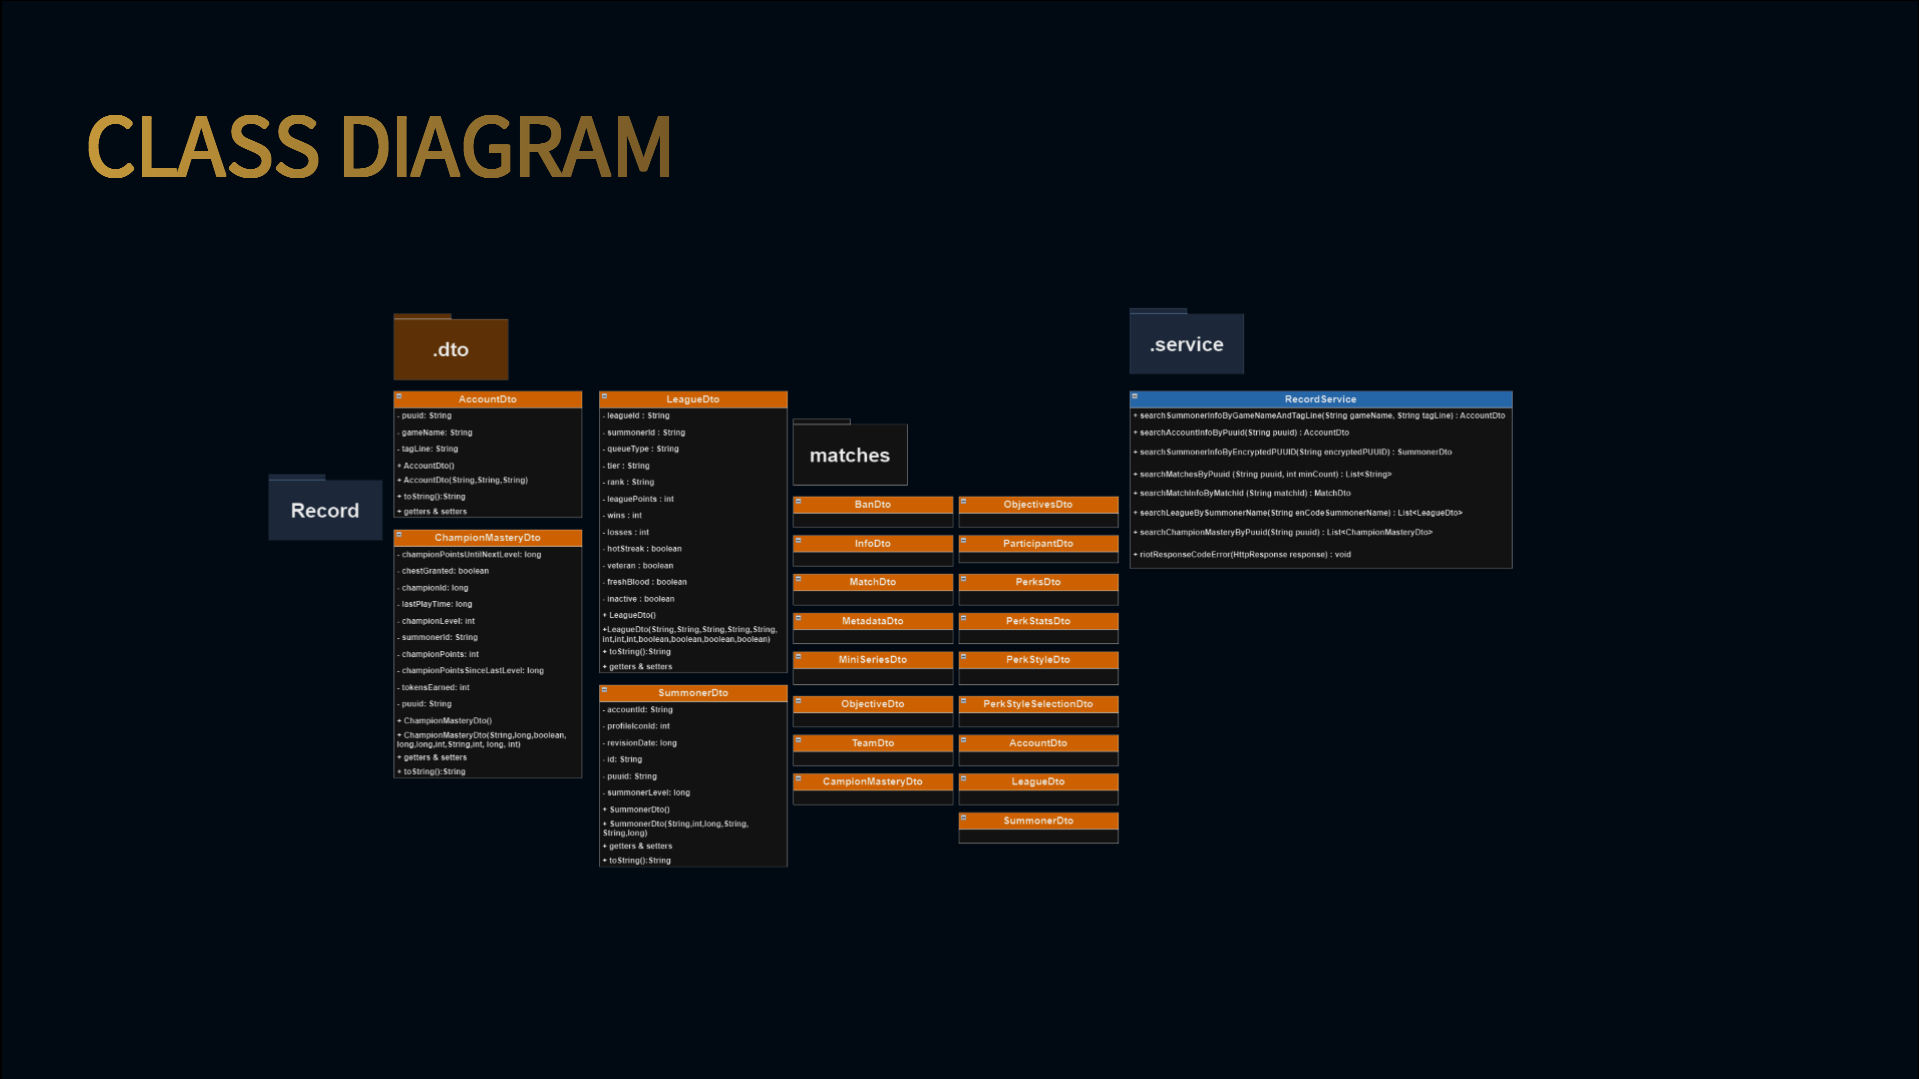 CLASS DIAGRAM
Record
.dto
AccountDto
- puuid: String
- gameName: String
- tagLine: String
+ AccountDto()
+ AccountDto(String,String,String)
+ toString():String
+ getters & setters
ChampionMasteryDto
- championPointsUntilNextLevel: long
- chestGranted: boolean
- championId: long
- lastPlayTime: long
- championLevel: int
- summonerId: String
- championPoints: int
- championPointsSinceLastLevel: long
- tokensEarned: int
- puuid: String
+ ChampionMasteryDto()
+ ChampionMasteryDto(String,long,boolean,
long,long,int,String,int, long, int)
+ getters & setters
+ toString():String
LeagueDto
- leagueId : String
- summonerId : String
- queueType : String
- tier : String
- rank : String
- leaguePoints : int
- wins : int
- losses : int
- hotStreak : boolean
- veteran : boolean
- freshBlood : boolean
- inactive : boolean
+ LeagueDto()
+LeagueDto(String,String,String,String,String,
int,int,int,boolean,boolean,boolean,boolean)
+ toString():String
+ getters & setters
SummonerDto
- accountId: String
- profileIconId: int
- revisionDate: long
- id: String
- puuid: String
- summonerLevel: long
+ SummonerDto()
+ SummonerDto(String,int,long,String,
String,long)
+ getters & setters
+ toString():String
matches
BanDto
InfoDto
MatchDto
MetadataDto
MiniSeriesDto
ObjectiveDto
TeamDto
CampionMasteryDto
ObjectivesDto
ParticipantDto
PerksDto
PerkStatsDto
PerkStyleDto
PerkStyleSelectionDto
AccountDto
LeagueDto
SummonerDto
.service
RecordService
+ searchSummonerInfoByGameNameAndTagLine(String gameName, String tagLine) : AccountDto
+ searchAccountInfoByPuuid(String puuid) : AccountDto
+ searchSummonerInfoByEncryptedPUUID(String encryptedPUUID) : SummonerDto
+ searchMatchesByPuuid (String puuid, int minCount) : List<String>
+ searchMatchInfoByMatchId (String matchId) : MatchDto
+ searchLeagueBySummonerName(String enCodeSummonerName) : List<LeagueDto>
+ searchChampionMasteryByPuuid(String puuid) : List<ChampionMasteryDto>
+ riotResponseCodeError(HttpResponse response) : void